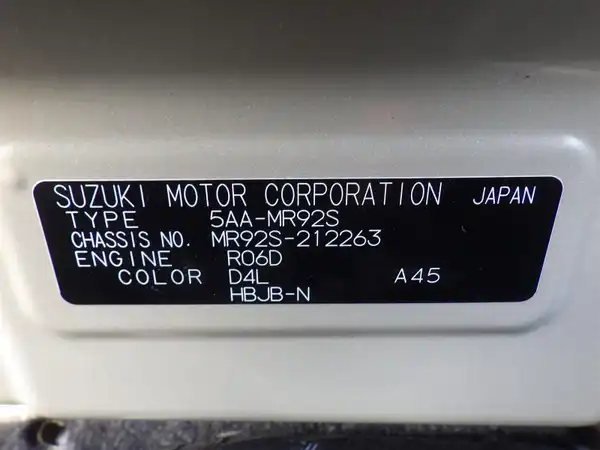 SUZUKI MOTOR CORPORATION JAPAN
TYPE 5AA-MR92S
CHASSIS NO. MR92S-212263
ENGINE R06D
COLOR D4L A45
HBJB-N